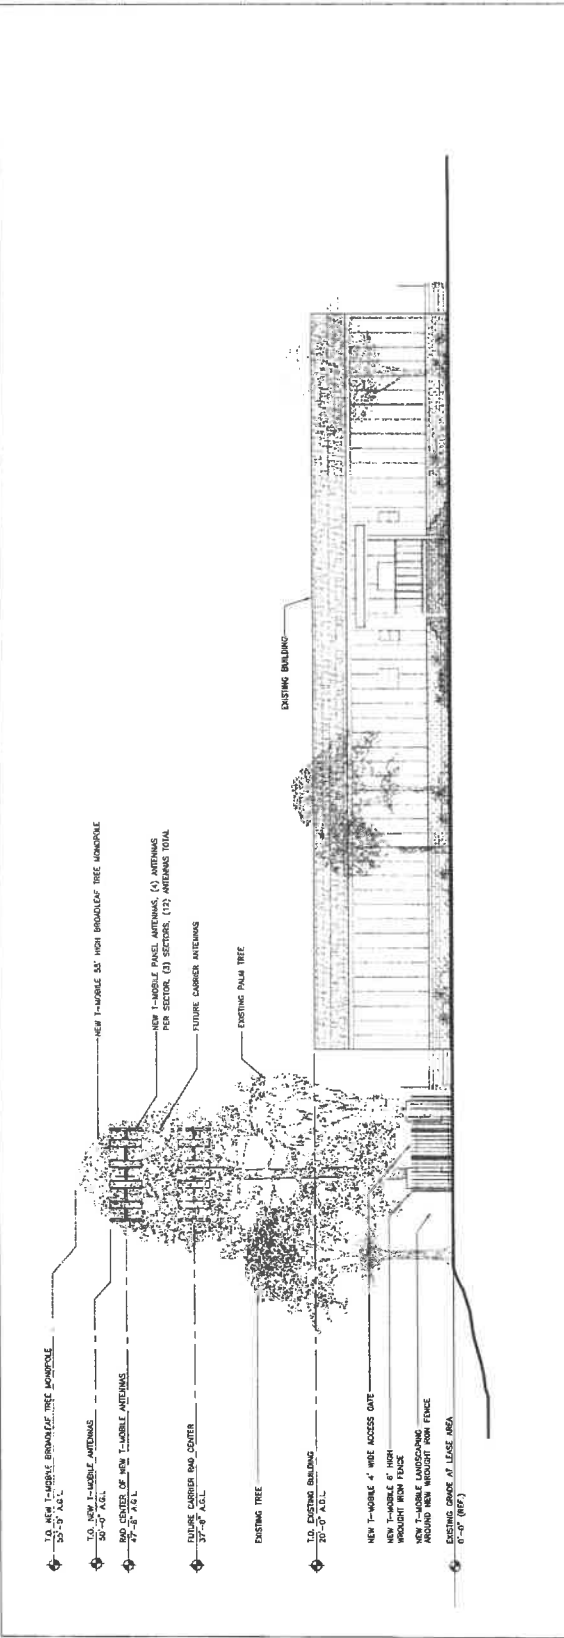 T.O. NEW T-MOBILE BROADLEAF TREE MONOPOLE
55'-0" A.G.L.
T.O. NEW T-MOBILE ANTENNAS
50'-0" A.G.L.
RAD CENTER OF NEW T-MOBILE ANTENNAS
47'-6" A.G.L.
FUTURE CARRIER RAD CENTER
37'-6" A.G.L.
EXISTING TREE
T.O. EXISTING BUILDING
20'-0" A.G.L.
NEW T-MOBILE 4' WIDE ACCESS GATE
NEW T-MOBILE 6' HIGH
WROUGHT IRON FENCE
NEW T-MOBILE LANDSCAPING
AROUND NEW WROUGHT IRON FENCE
EXISTING GRADE AT LEASE AREA
0'-0" (REF.)
NEW T-MOBILE 55' HIGH BROADLEAF TREE MONOPOLE
NEW T-MOBILE PANEL ANTENNAS, (4) ANTENNAS
PER SECTOR, (3) SECTORS, (12) ANTENNAS TOTAL
FUTURE CARRIER ANTENNAS
EXISTING PALM TREE
EXISTING BUILDING